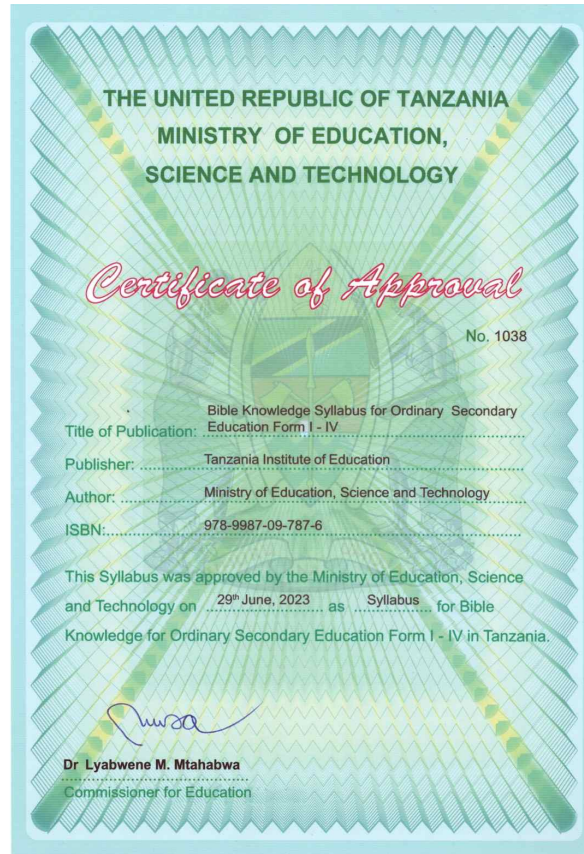 THE UNITED REPUBLIC OF TANZANIA
MINISTRY OF EDUCATION,
SCIENCE AND TECHNOLOGY
Certificate of Approval
No. 1038
Title of Publication: Bible Knowledge Syllabus for Ordinary Secondary
Education Form I - IV
Publisher: Tanzania Institute of Education
Author: Ministry of Education, Science and Technology
ISBN: 978-9987-09-787-6
This Syllabus was approved by the Ministry of Education, Science
and Technology on 29th June, 2023 as Syllabus for Bible
Knowledge for Ordinary Secondary Education Form I - IV in Tanzania.
Dr Lyabwene M. Mtahabwa
Commissioner for Education